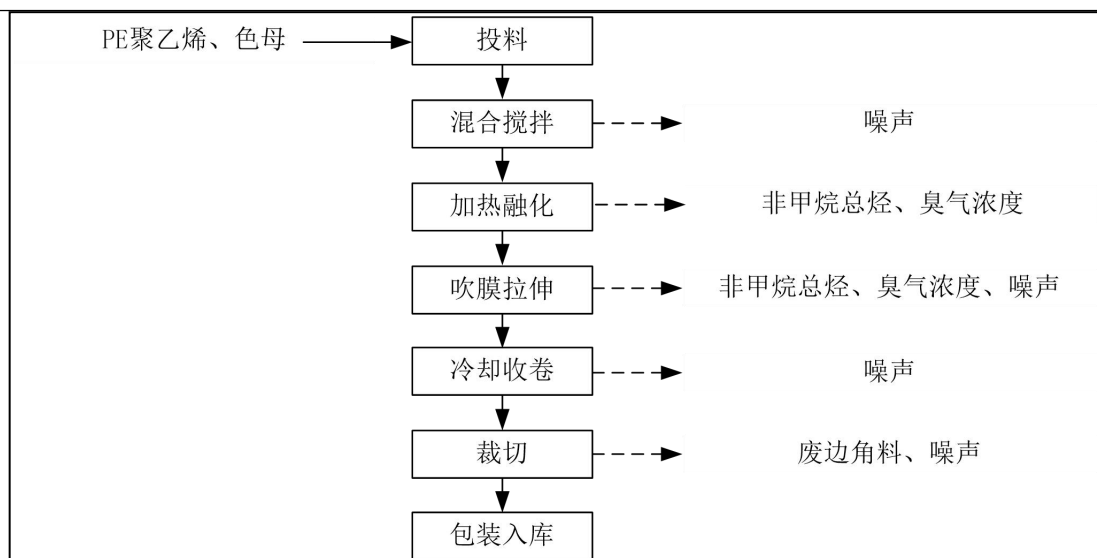 PE聚乙烯、色母 投料
混合搅拌 噪声
加热融化 非甲烷总烃、臭气浓度
吹膜拉伸 非甲烷总烃、臭气浓度、噪声
冷却收卷 噪声
裁切 废边角料、噪声
包装入库